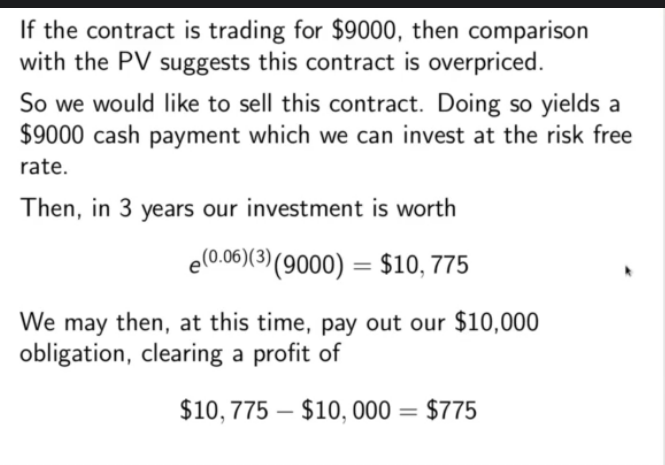 If the contract is trading for $9000, then comparison
with the PV suggests this contract is overpriced.
So we would like to sell this contract. Doing so yields a
$9000 cash payment which we can invest at the risk free
rate.
Then, in 3 years our investment is worth
e^(0.06)(3)(9000) = $10, 775
We may then, at this time, pay out our $10,000
obligation, clearing a profit of
$10, 775 – $10, 000 = $775